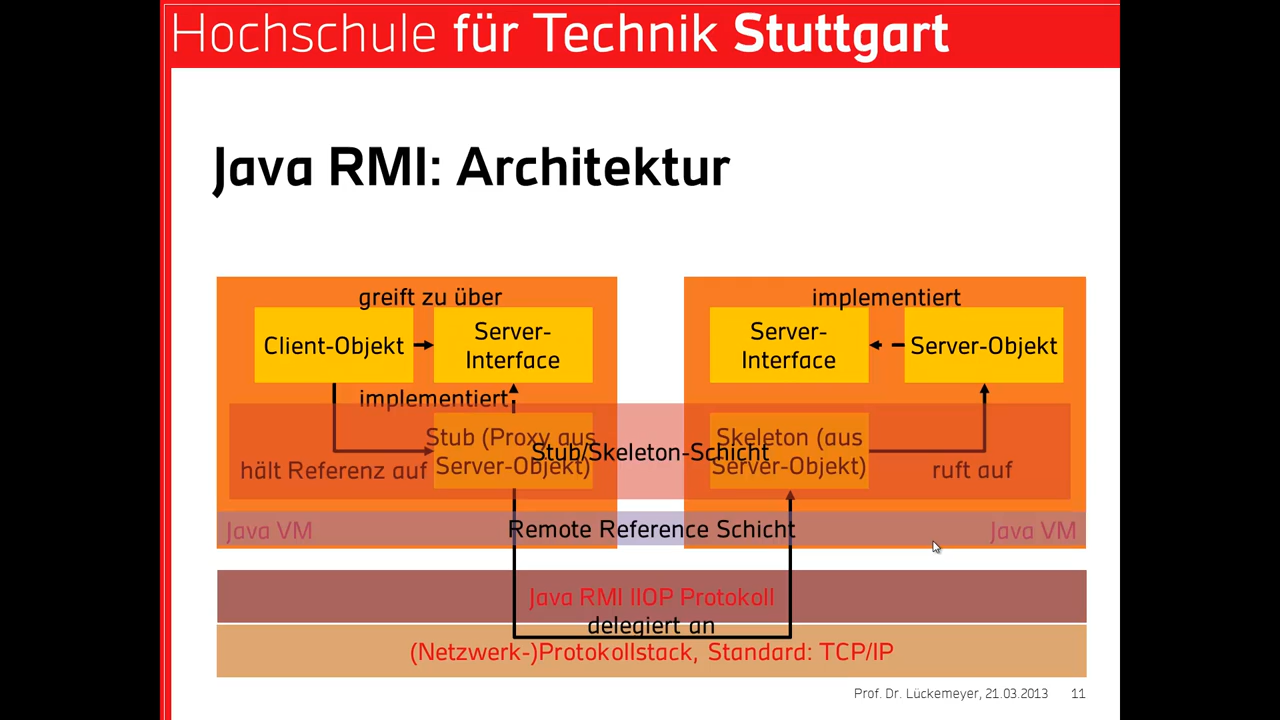 Hochschule für Technik Stuttgart
Java RMI: Architektur
greift zu über
implementiert
Client-Objekt
Server-
Interface
Server-
Interface
Server-Objekt
implementiert
Stub (Proxy aus
Server-Objekt)
Stub/Skeleton-Schicht
Skeleton (aus
Server-Objekt)
hält Referenz auf
ruft auf
Java VM
Remote Reference Schicht
Java VM
Java RMI IIOP Protokoll
delegiert an
(Netzwerk-)Protokollstack, Standard: TCP/IP
Prof. Dr. Lückemeyer, 21.03.2013 11